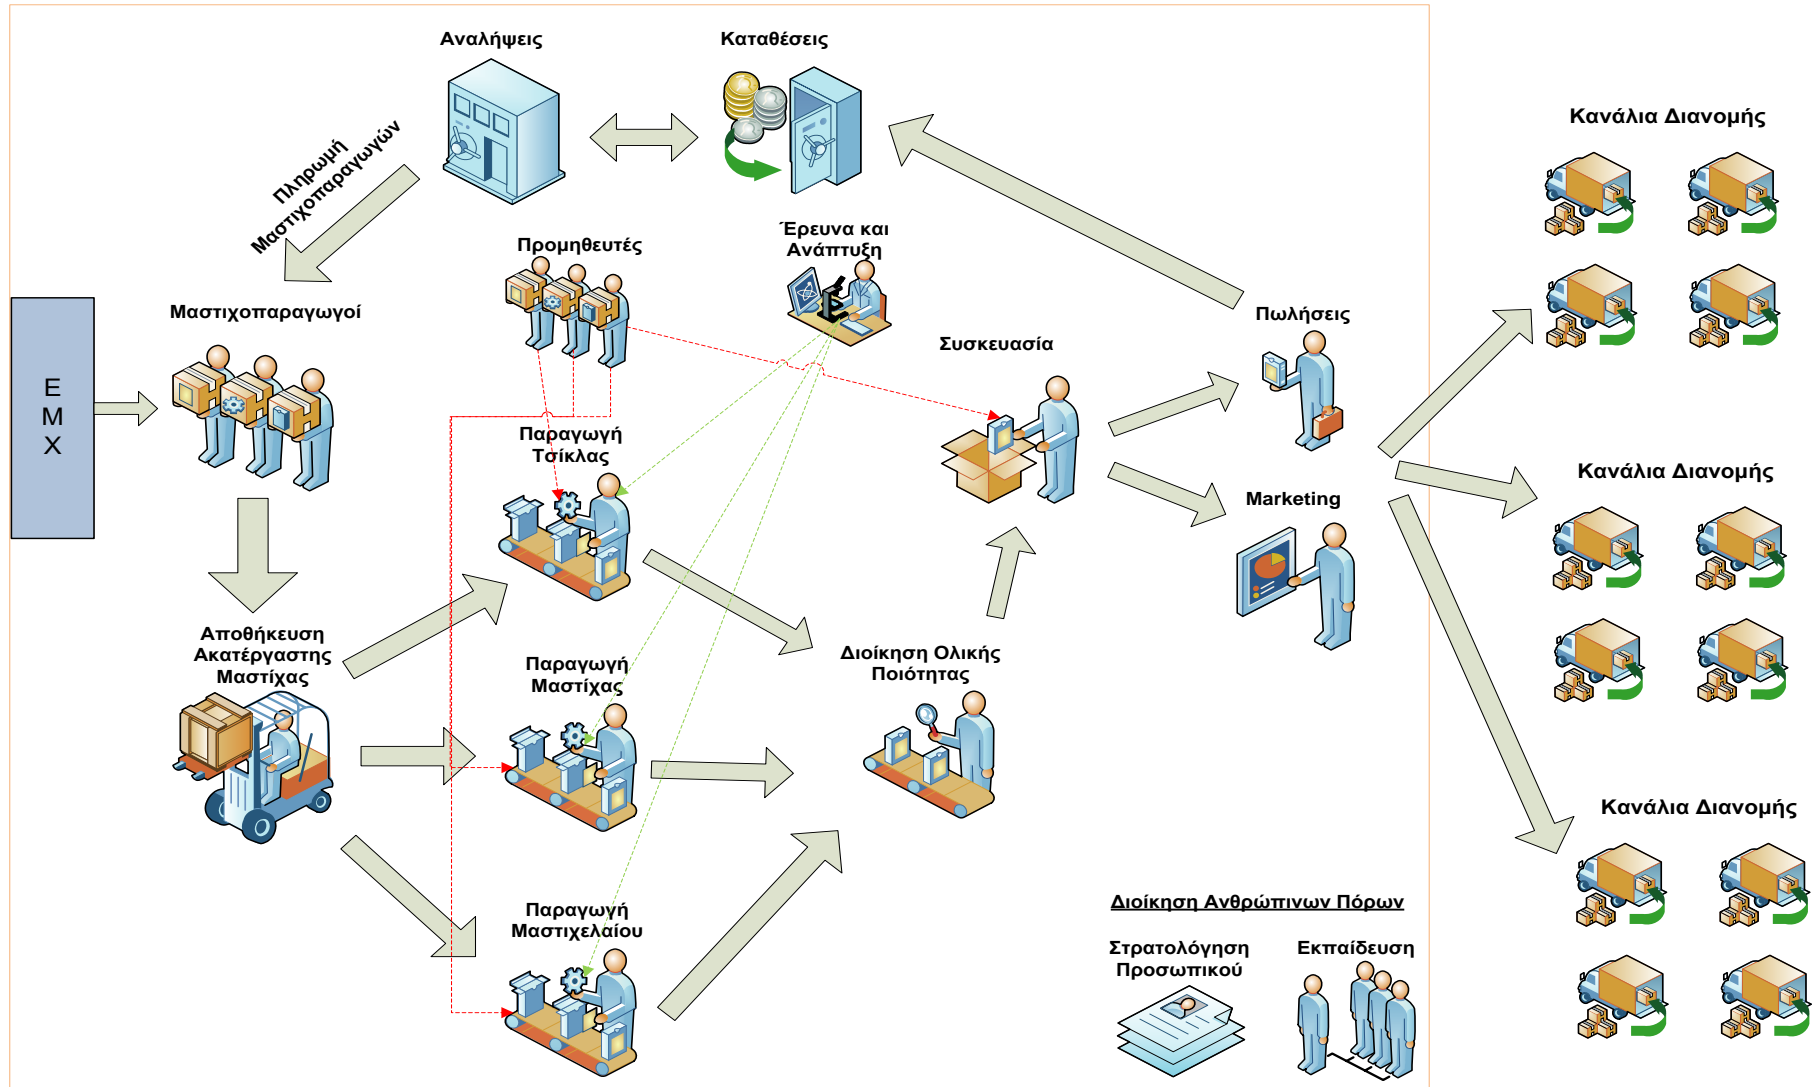 Αναλήψεις
Καταθέσεις
Κανάλια Διανομής
Πληρωμή
Μαστιχοπαραγωγών
Έρευνα και
Ανάπτυξη
Προμηθευτές
Μαστιχοπαραγωγοί
Πωλήσεις
Συσκευασία
Ε
Μ
Χ
Παραγωγή
Τσίκλας
Κανάλια Διανομής
Marketing
Αποθήκευση
Ακατέργαστης
Μαστίχας
Παραγωγή
Μαστίχας
Διοίκηση Ολικής
Ποιότητας
Κανάλια Διανομής
Παραγωγή
Μαστιχελαίου
Διοίκηση Ανθρώπινων Πόρων
Στρατολόγηση
Προσωπικού
Εκπαίδευση